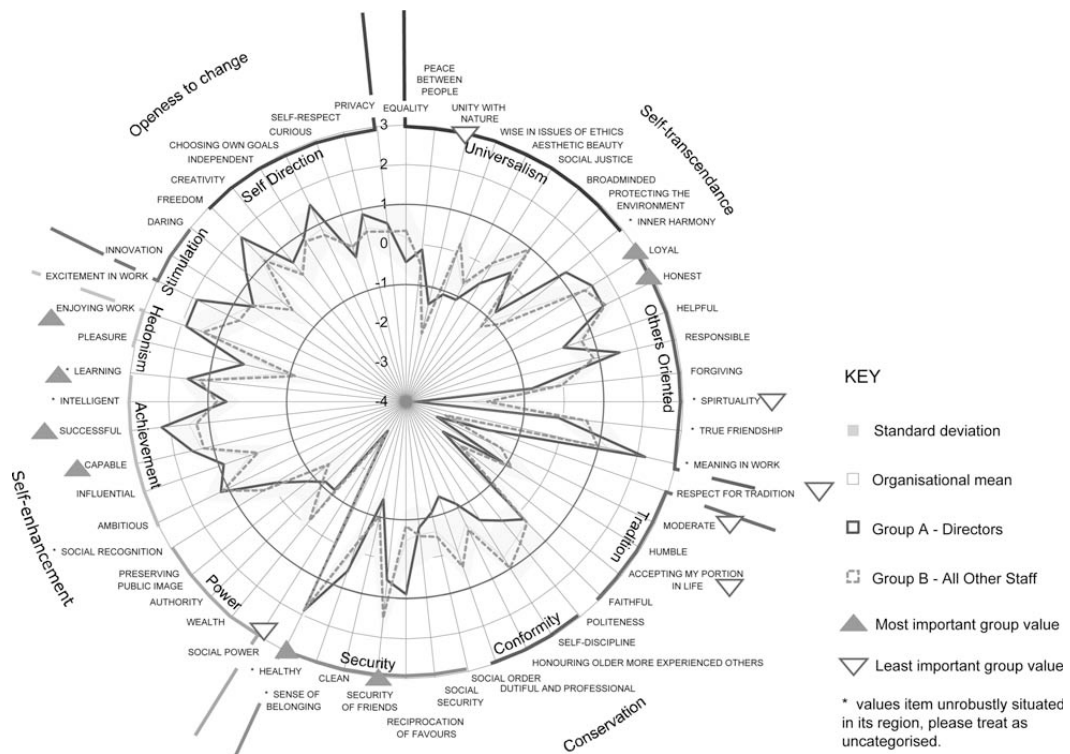 Openess to change
PEACE
BETWEEN
PEOPLE
PRIVACY
EQUALITY
UNITY WITH
NATURE
SELF-RESPECT
CURIOUS
CHOOSING OWN GOALS
INDEPENDENT
CREATIVITY
FREEDOM
DARING
INNOVATION
EXCITEMENT IN WORK
ENJOYING WORK
PLEASURE
* LEARNING
* INTELLIGENT
SUCCESSFUL
CAPABLE
INFLUENTIAL
AMBITIOUS
* SOCIAL RECOGNITION
PRESERVING
PUBLIC IMAGE
AUTHORITY
WEALTH
SOCIAL POWER
* HEALTHY
* SENSE OF
BELONGING
CLEAN
SECURITY
OF FRIENDS
RECIPROCATION
OF FAVOURS
SOCIAL
SECURITY
SOCIAL ORDER
DUTIFUL AND PROFESSIONAL
HONOURING OLDER MORE EXPERIENCED OTHERS
SELF-DISCIPLINE
POLITENESS
FAITHFUL
ACCEPTING MY PORTION
IN LIFE
HUMBLE
MODERATE
RESPECT FOR TRADITION
* MEANING IN WORK
* TRUE FRIENDSHIP
* SPIRTUALITY
FORGIVING
RESPONSIBLE
HELPFUL
HONEST
LOYAL
* INNER HARMONY
PROTECTING THE
ENVIRONMENT
BROADMINDED
SOCIAL JUSTICE
AESTHETIC BEAUTY
WISE IN ISSUES OF ETHICS
Self-transcendance
Conservation
Self-enhancement
Self Direction
Universalism
Others Oriented
Tradition
Conformity
Security
Power
Achievement
Hedonism
Stimulation
3
2
1
0
-1
-2
-3
-4
KEY
Standard deviation
Organisational mean
Group A - Directors
Group B - All Other Staff
Most important group value
Least important group value
* values item unrobustly situated
in its region, please treat as
uncategorised.